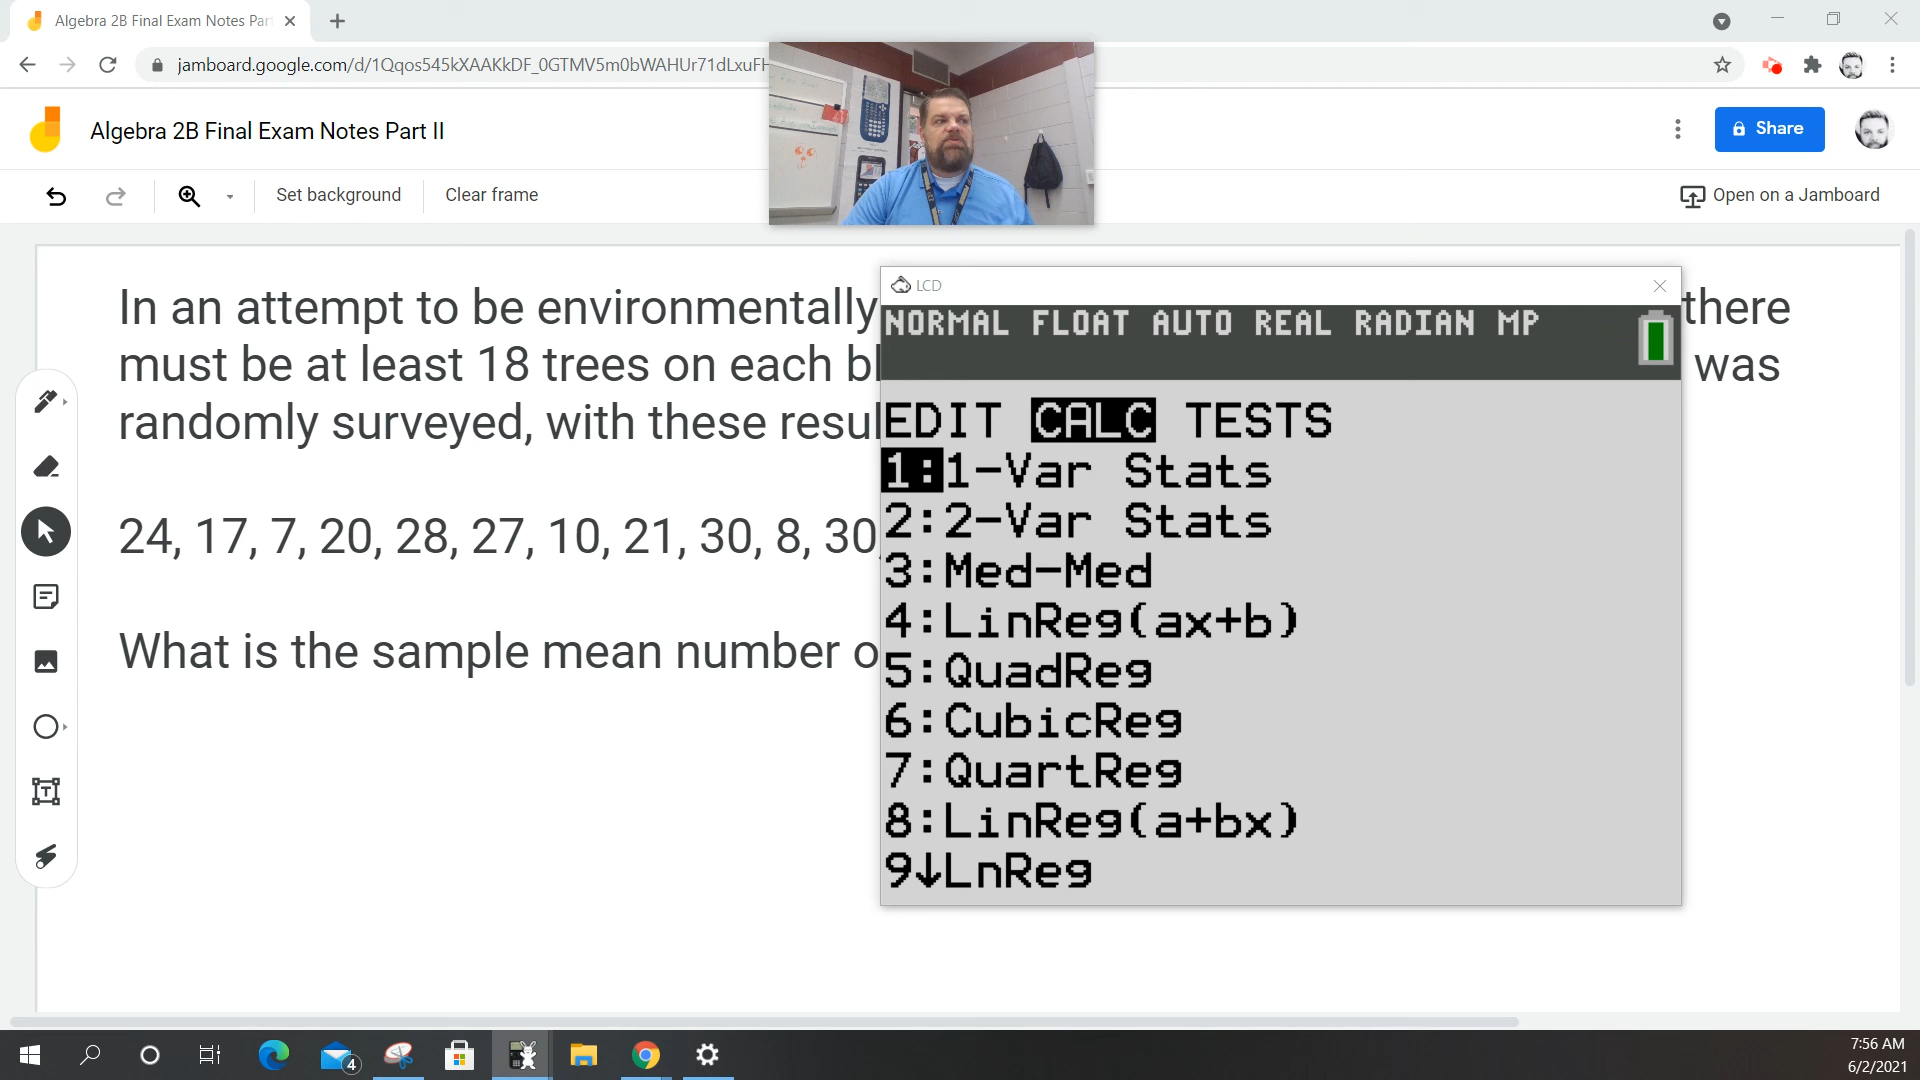 Algebra 2B Final Exam Notes Par
jamboard.google.com/d/1Qqos545kXAAKkDF_0GTMV5m0bWAHUr71dLxuFH
Algebra 2B Final Exam Notes Part II
Share
Set background
Clear frame
Open on a Jamboard
In an attempt to be environmentally there
must be at least 18 trees on each bl was
randomly surveyed, with these resul
24, 17, 7, 20, 28, 27, 10, 21, 30, 8, 30,
What is the sample mean number o
LCD
NORMAL FLOAT AUTO REAL RADIAN MP
EDIT CALC TESTS
1:1-Var Stats
2:2-Var Stats
3:Med-Med
4:LinReg(ax+b)
5:QuadReg
6:CubicReg
7:QuartReg
8:LinReg(a+bx)
9↓LnReg
4
7:56 AM
6/2/2021